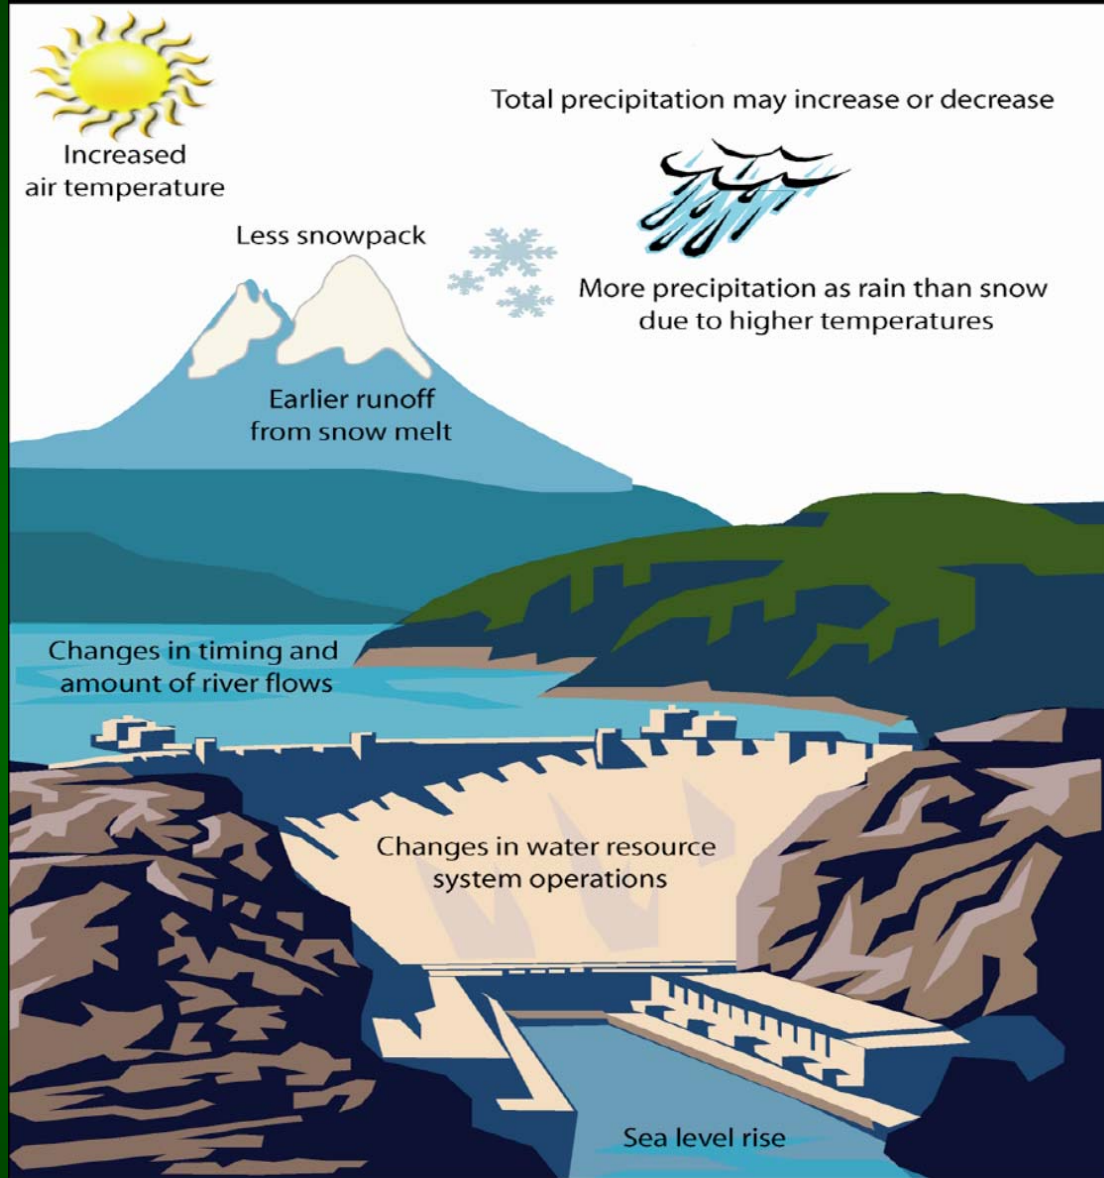 Total precipitation may increase or decrease
Increased
air temperature
Less snowpack
More precipitation as rain than snow
due to higher temperatures
Earlier runoff
from snow melt
Changes in timing and
amount of river flows
Changes in water resource
system operations
Sea level rise